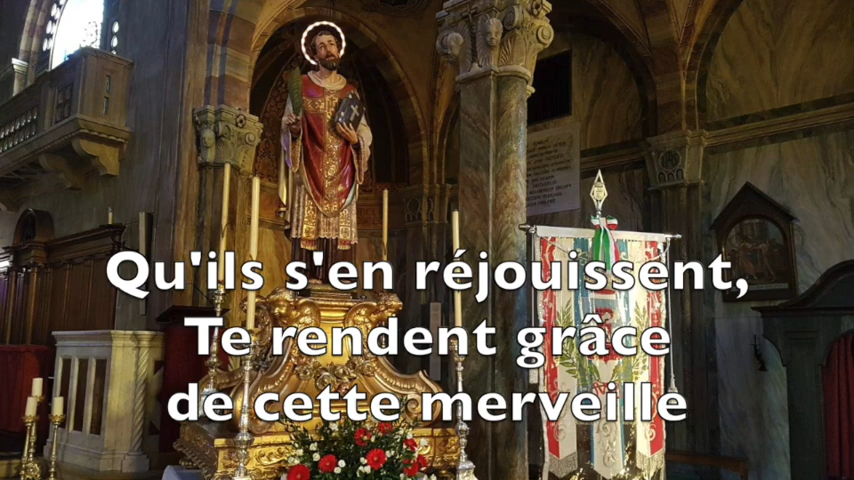 Qu'ils s'en réjouissent,
Te rendent grâce
de cette merveille